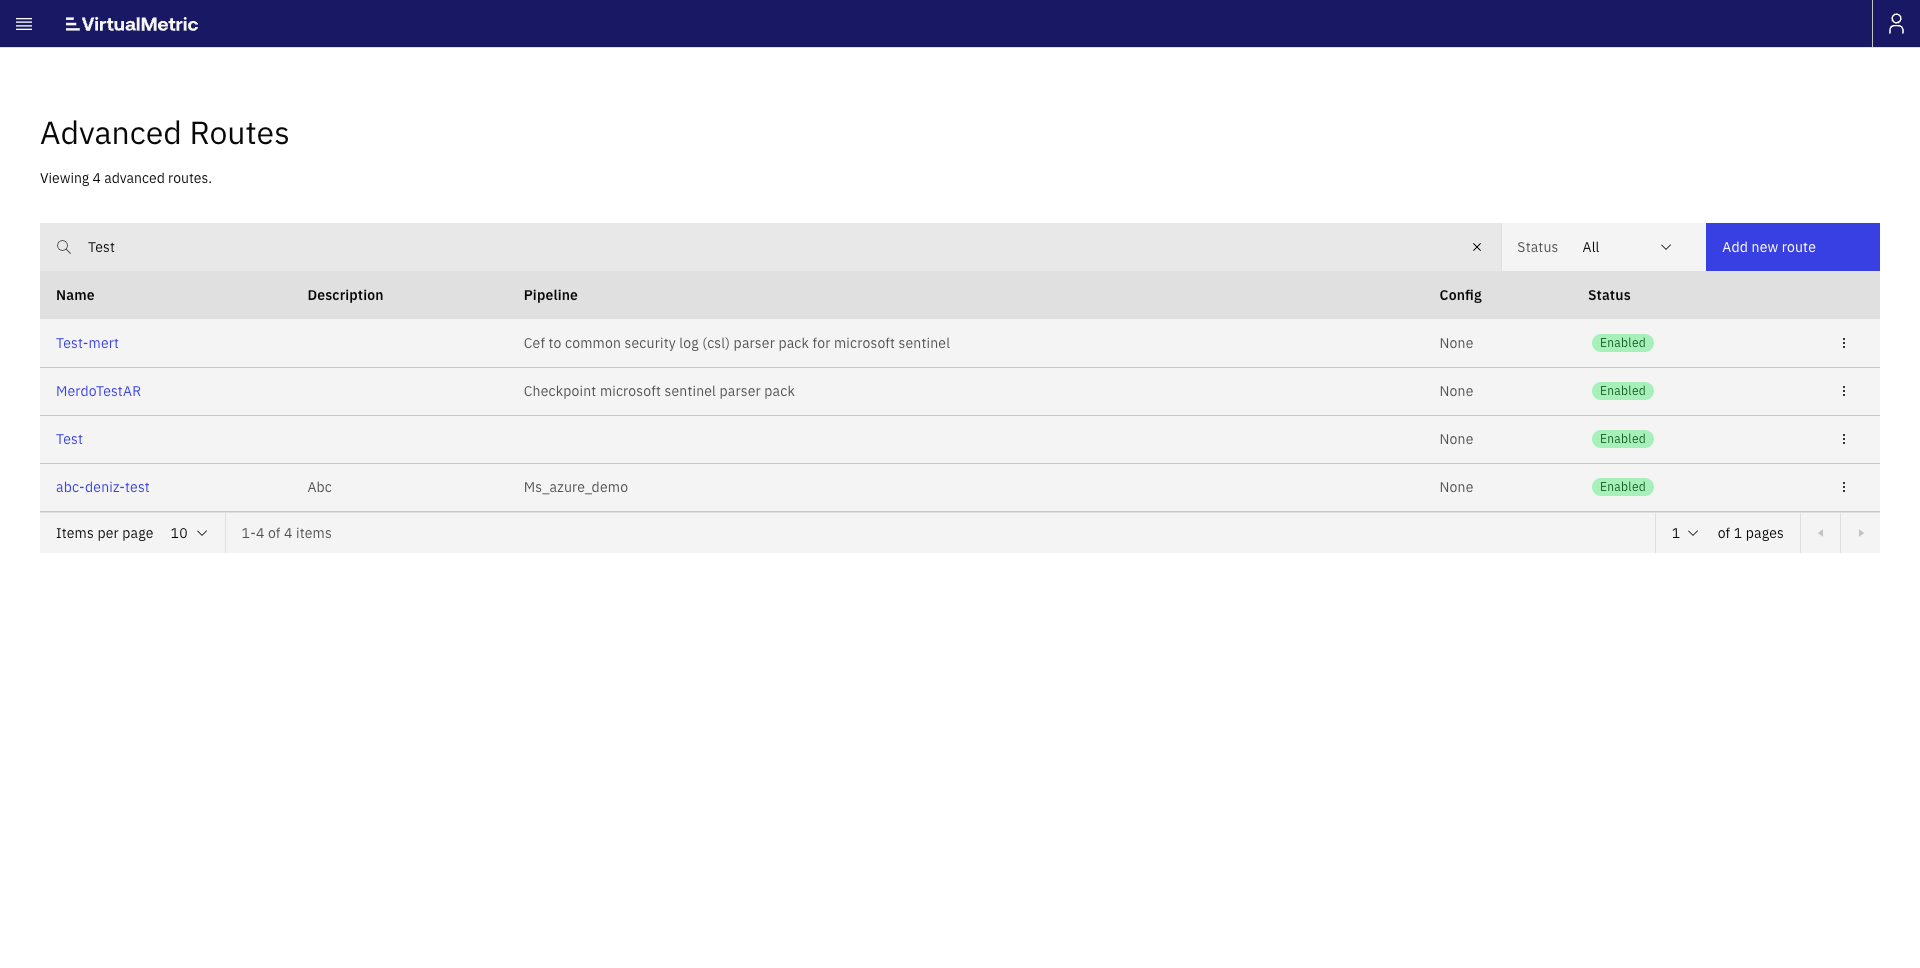 VirtualMetric
Advanced Routes
Viewing 4 advanced routes.
Test Status All Add new route
Name Description Pipeline Config Status
Test-mert Cef to common security log (csl) parser pack for microsoft sentinel None Enabled
MerdoTestAR Checkpoint microsoft sentinel parser pack None Enabled
Test None Enabled
abc-deniz-test Abc Ms_azure_demo None Enabled
Items per page 10 1-4 of 4 items 1 of 1 pages